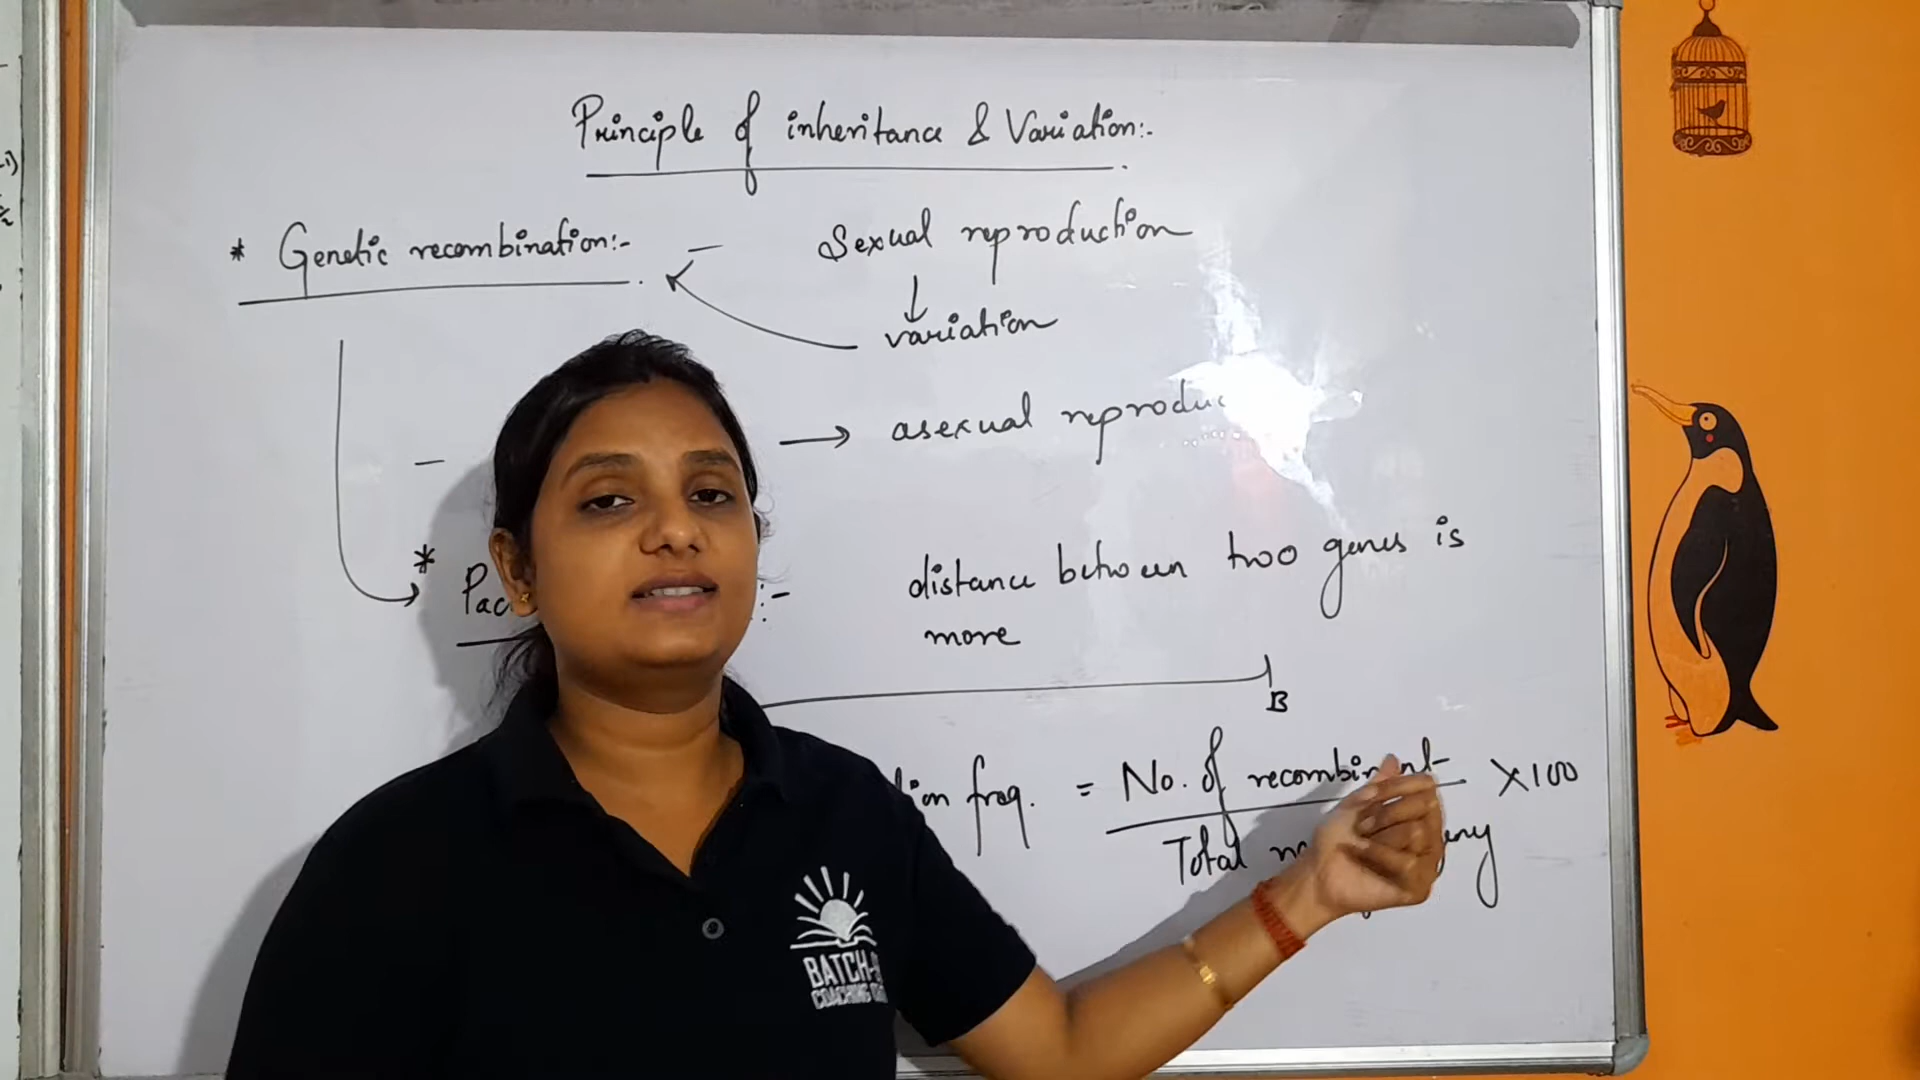 Principle of inheritance & Variation:-
* Genetic recombination:- — Sexual reproduction
↓
variation
— → asexual
* :- distance between two genes is
more
B
freq. = No. of recombinant × 100
Total
BATCH-
COACHING